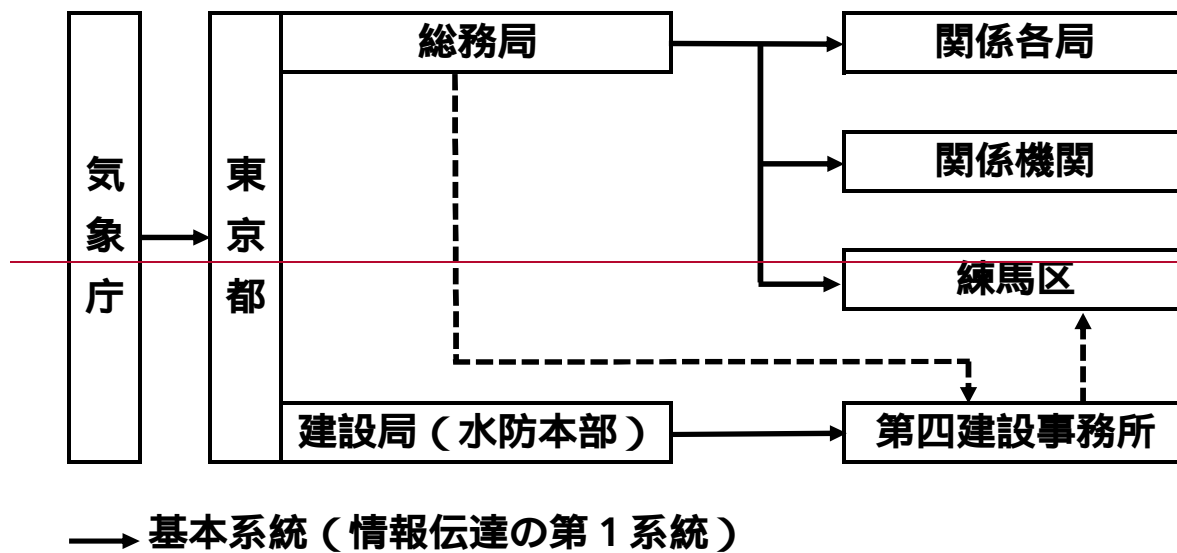 気象庁
東京都
総務局
関係各局
関係機関
練馬区
建設局（水防本部）
第四建設事務所
基本系統（情報伝達の第1系統）